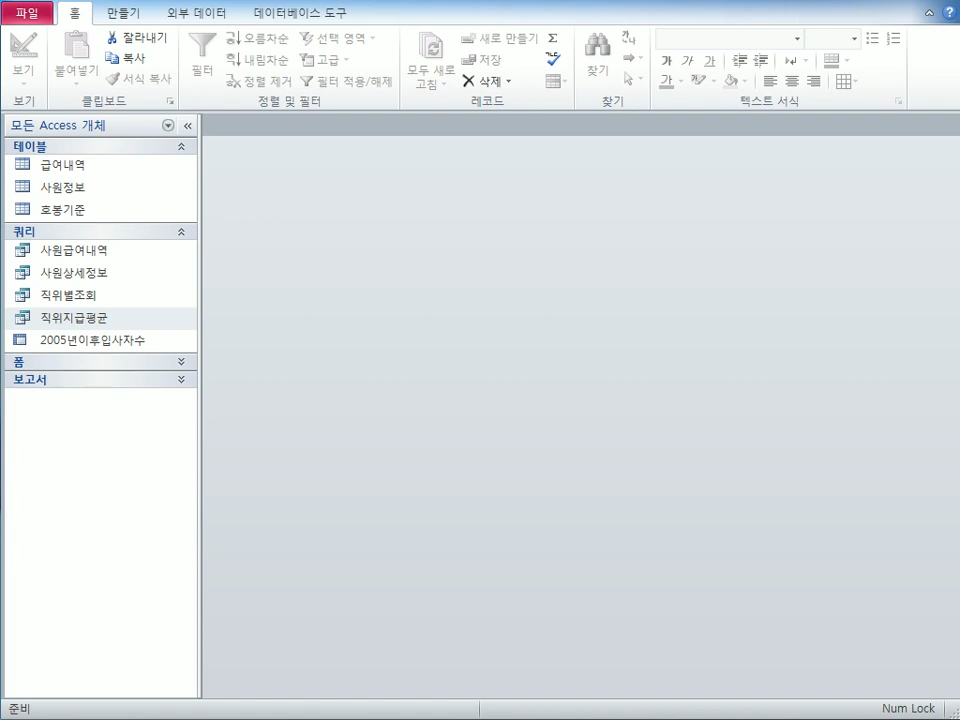 파일 홈 만들기 외부 데이터 데이터베이스 도구
보기
보기
붙여넣기
잘라내기
복사
서식 복사
클립보드
필터
오름차순
내림차순
정렬 제거
선택 영역
고급
필터 적용/해제
정렬 및 필터
모두 새로
고침
새로 만들기
저장
삭제
레코드
찾기
찾기
가 가 가
가
텍스트 서식
모든 Access 개체
테이블
급여내역
사원정보
호봉기준
쿼리
사원급여내역
사원상세정보
직위별조회
직위지급평균
2005년이후입사자수
폼
보고서
준비 Num Lock